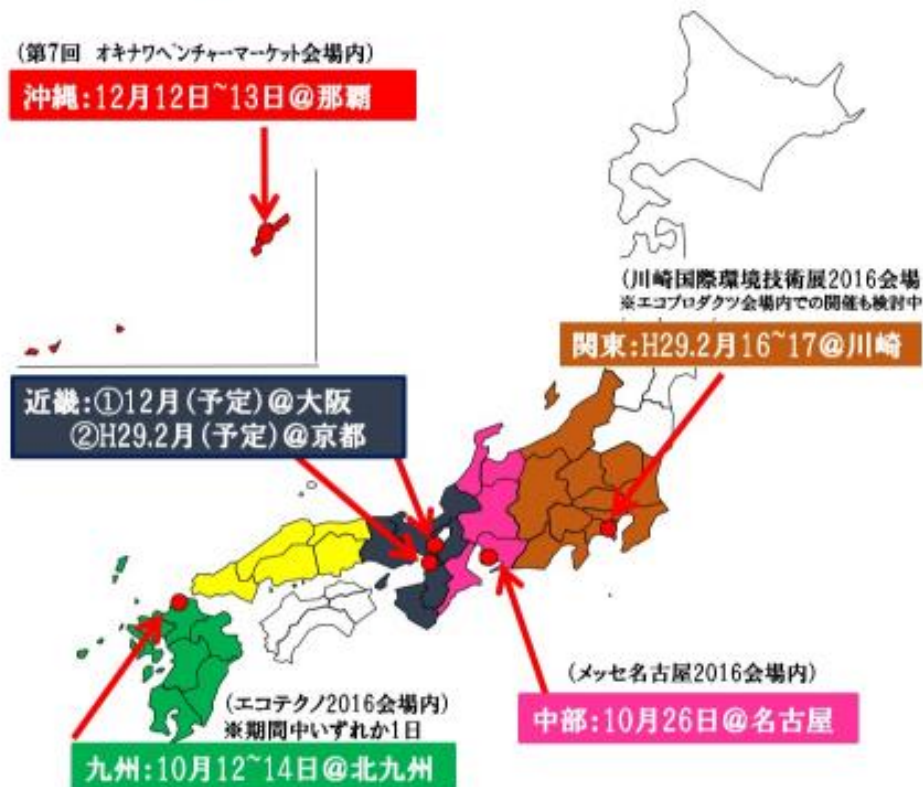 (第7回 オキナワベンチャーマーケット会場内)
沖縄:12月12日~13日@那覇
(川崎国際環境技術展2016会場
※エコプロダクツ会場内での開催も検討中
関東:H29.2月16~17@川崎
近畿:①12月(予定)@大阪
②H29.2月(予定)@京都
(メッセ名古屋2016会場内)
中部:10月26日@名古屋
(エコテクノ2016会場内)
※期間中いずれか1日
九州:10月12~14日@北九州